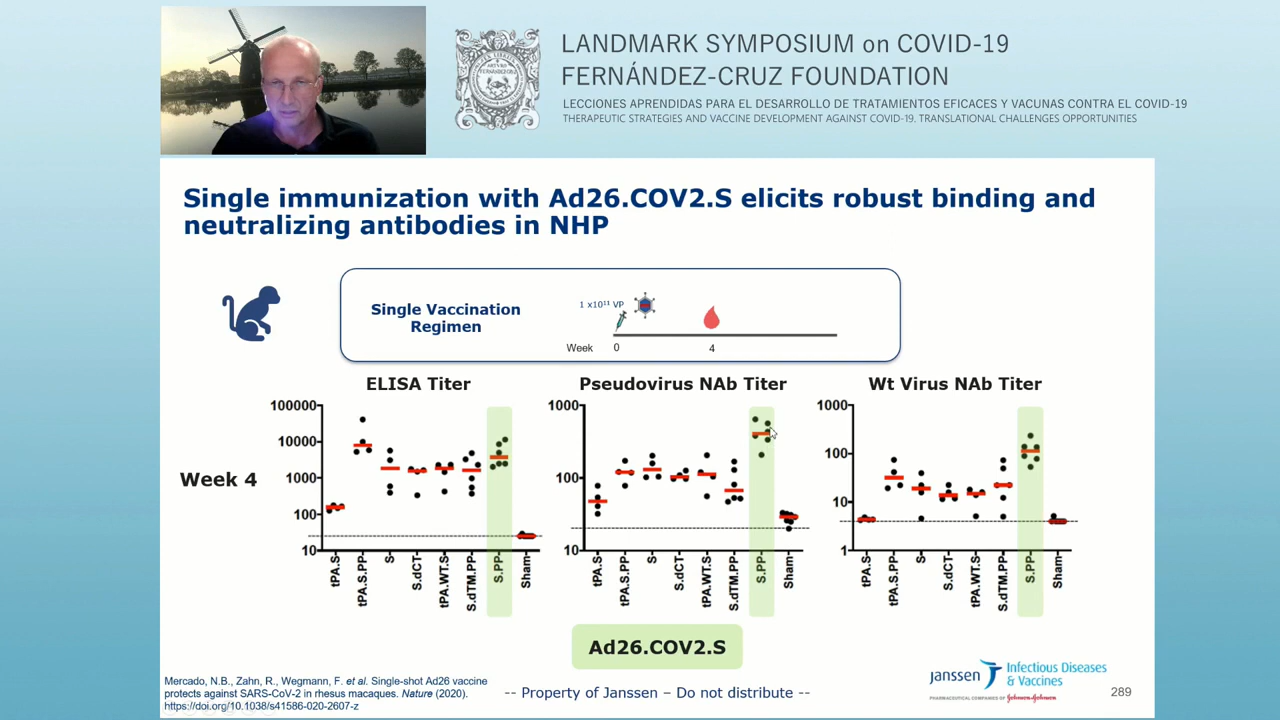 LANDMARK SYMPOSIUM on COVID-19
FERNÁNDEZ-CRUZ FOUNDATION
LECCIONES APRENDIDAS PARA EL DESARROLLO DE TRATAMIENTOS EFICACES Y VACUNAS CONTRA EL COVID-19
THERAPEUTIC STRATEGIES AND VACCINE DEVELOPMENT AGAINST COVID-19. TRANSLATIONAL CHALLENGES OPPORTUNITIES
Single immunization with Ad26.COV2.S elicits robust binding and
neutralizing antibodies in NHP
Single Vaccination
Regimen
1 x10¹¹ VP
Week 0 4
ELISA Titer
Pseudovirus NAb Titer
Wt Virus NAb Titer
Week 4
100000
10000
1000
1000
100
10
tPA.S
tPA.S.PP
S
S.dCT
tPA.WT.S
S.dTM.PP
S.PP
Sham
1000
100
10
tPA.S
tPA.S.PP
S
S.dCT
tPA.WT.S
S.dTM.PP
S.PP
Sham
1000
100
10
1
tPA.S
tPA.S.PP
S
S.dCT
tPA.WT.S
S.dTM.PP
S.PP
Sham
Ad26.COV2.S
Mercado, N.B., Zahn, R., Wegmann, F. et al. Single-shot Ad26 vaccine
protects against SARS-CoV-2 in rhesus macaques. Nature (2020).
https://doi.org/10.1038/s41586-020-2607-z
-- Property of Janssen – Do not distribute --
janssen
Infectious Diseases
& Vaccines
PHARMACEUTICAL COMPANIES OF Johnson&Johnson
289